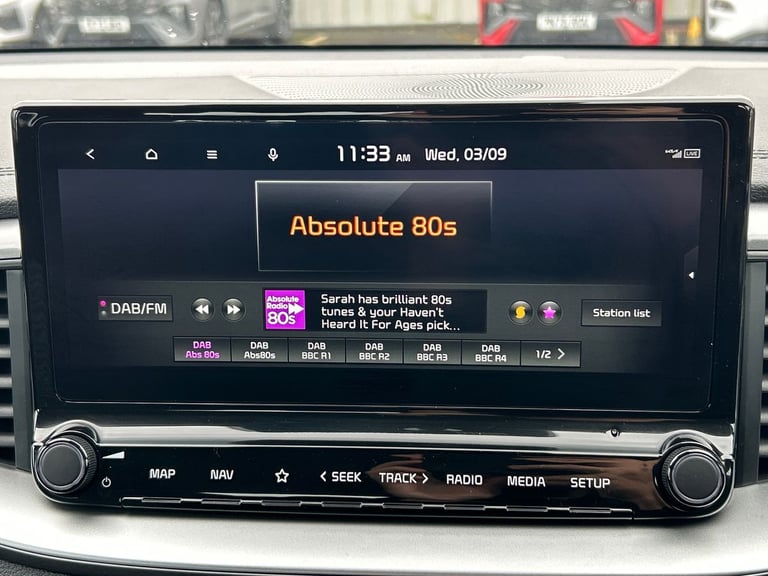 11:33 AM Wed, 03/09
LIVE
Absolute 80s
DAB/FM
Absolute
Radio
80s
Sarah has brilliant 80s
tunes & your Haven't
Heard It For Ages pick...
Station list
DAB
Abs 80s
DAB
Abs80s
DAB
BBC R1
DAB
BBC R2
DAB
BBC R3
DAB
BBC R4
1/2 >
MAP
NAV
< SEEK
TRACK >
RADIO
MEDIA
SETUP